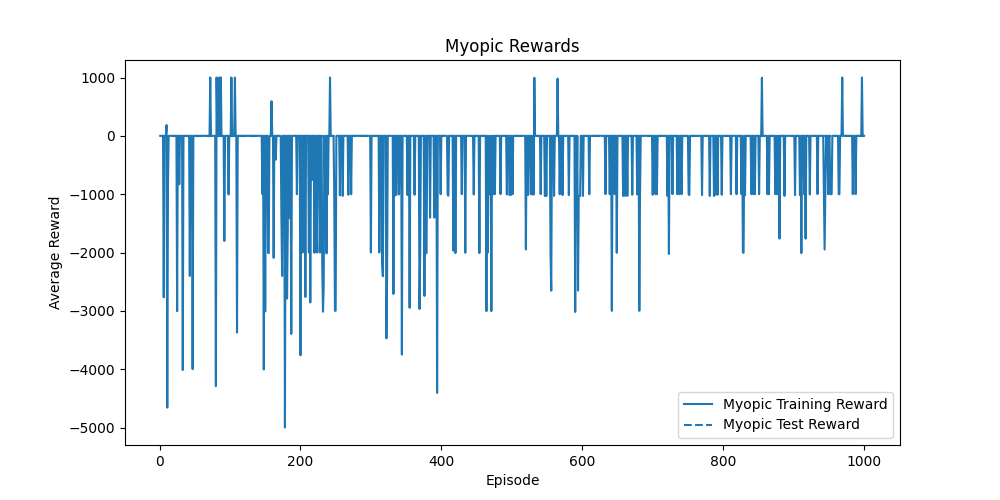 Myopic Rewards
1000
0
−1000
−2000
−3000
−4000
−5000
Average Reward
0
200
400
600
800
1000
Episode
Myopic Training Reward
Myopic Test Reward